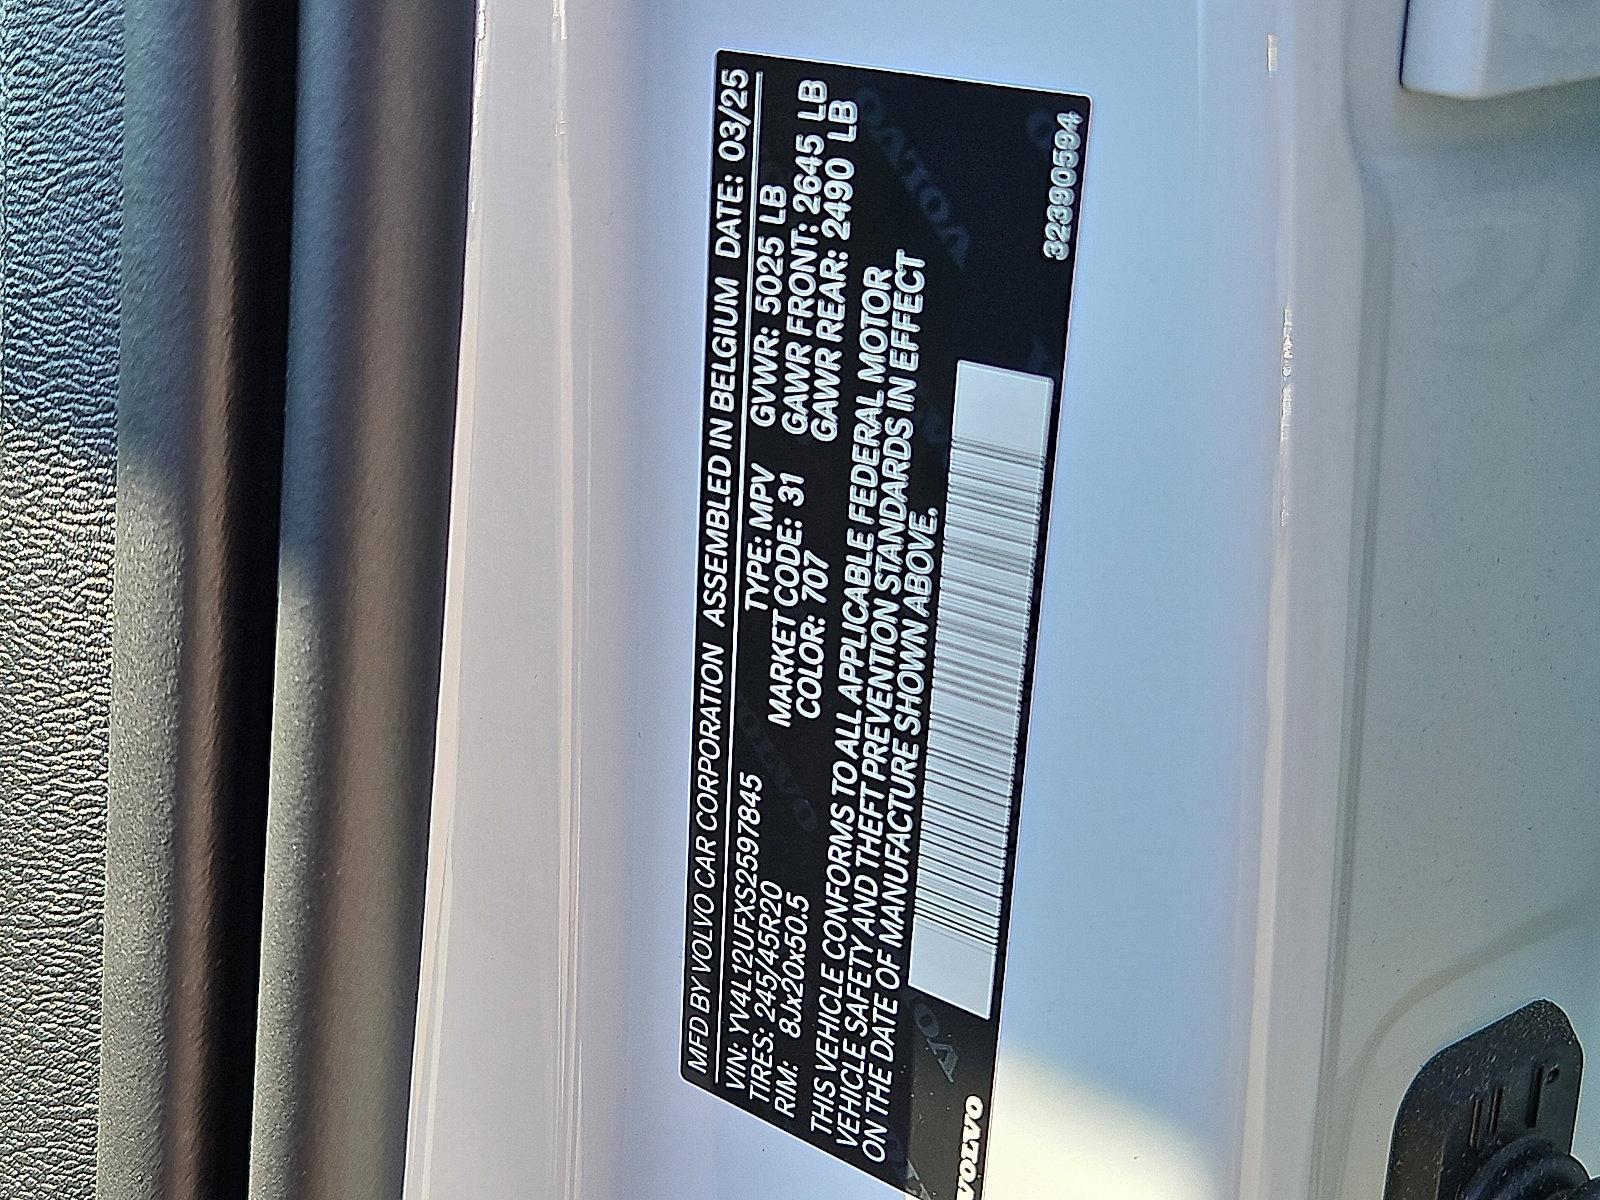 MFD BY VOLVO CAR CORPORATION ASSEMBLED IN BELGIUM DATE: 03/25
VIN: YV4L12UFXS2597845 TYPE: MPV GVWR: 5025 LB
TIRES: 245/45R20 MARKET CODE: 31 GAWR FRONT: 2645 LB
RIM: 8Jx20x50.5 COLOR: 707 GAWR REAR: 2490 LB
THIS VEHICLE CONFORMS TO ALL APPLICABLE FEDERAL MOTOR
VEHICLE SAFETY AND THEFT PREVENTION STANDARDS IN EFFECT
ON THE DATE OF MANUFACTURE SHOWN ABOVE.
VOLVO
32390594